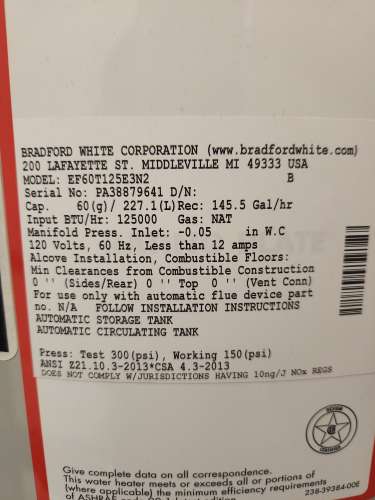 BRADFORD WHITE CORPORATION (www.bradfordwhite.com)
200 LAFAYETTE ST. MIDDLEVILLE MI 49333 USA
MODEL: EF60T125E3N2 B
Serial No: PA38879641 D/N:
Cap. 60(g)/ 227.1(L) Rec: 145.5 Gal/hr
Input BTU/Hr: 125000 Gas: NAT
Manifold Press. Inlet: -0.05 in W.C
120 Volts, 60 Hz, Less than 12 amps
Alcove Installation, Combustible Floors:
Min Clearances from Combustible Construction
0 '' (Sides/Rear) 0 '' Top 0 '' (Vent Conn)
For use only with automatic flue device part
no. N/A FOLLOW INSTALLATION INSTRUCTIONS
AUTOMATIC STORAGE TANK
AUTOMATIC CIRCULATING TANK
Press: Test 300(psi), Working 150(psi)
ANSI Z21.10.3-2013*CSA 4.3-2013
DOES NOT COMPLY W/JURISDICTIONS HAVING 10ng/J NOx REGS
DESIGN
CERTIFIED
Give complete data on all correspondence.
This water heater meets or exceeds all or portions of
(where applicable) the minimum efficiency requirements
238-39384-00E
of ASHRAE